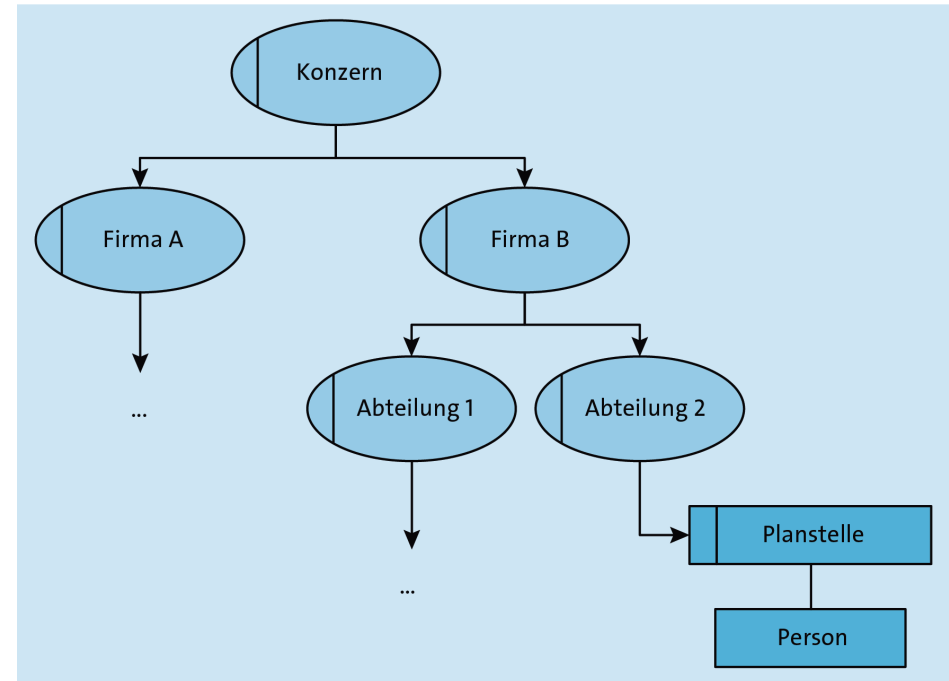 Konzern
Firma A
Firma B
Abteilung 1
Abteilung 2
...
Planstelle
...
Person